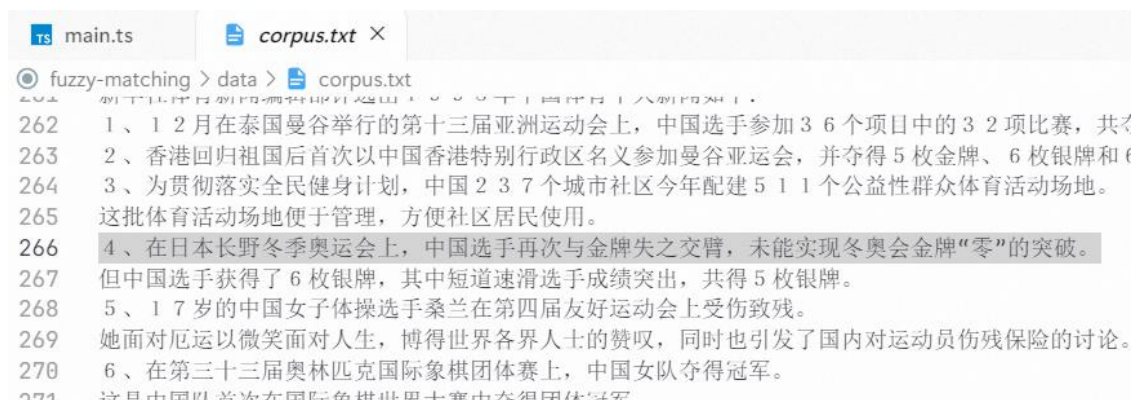 TS main.ts
corpus.txt ×
fuzzy-matching > data > corpus.txt
262 1、12月在泰国曼谷举行的第十三届亚洲运动会上，中国选手参加36个项目中的32项比赛，共
263 2、香港回归祖国后首次以中国香港特别行政区名义参加曼谷亚运会，并夺得5枚金牌、6枚银牌和
264 3、为贯彻落实全民健身计划，中国237个城市社区今年配建511个公益性群众体育活动场地。
265 这批体育活动场地便于管理，方便社区居民使用。
266 4、在日本长野冬季奥运会上，中国选手再次与金牌失之交臂，未能实现冬奥会金牌“零”的突破。
267 但中国选手获得了6枚银牌，其中短道速滑选手成绩突出，共得5枚银牌。
268 5、17岁的中国女子体操选手桑兰在第四届友好运动会上受伤致残。
269 她面对厄运以微笑面对人生，博得世界各界人士的赞叹，同时也引发了国内对运动员伤残保险的讨论。
270 6、在第三十三届奥林匹克国际象棋团体赛上，中国女队夺得冠军。